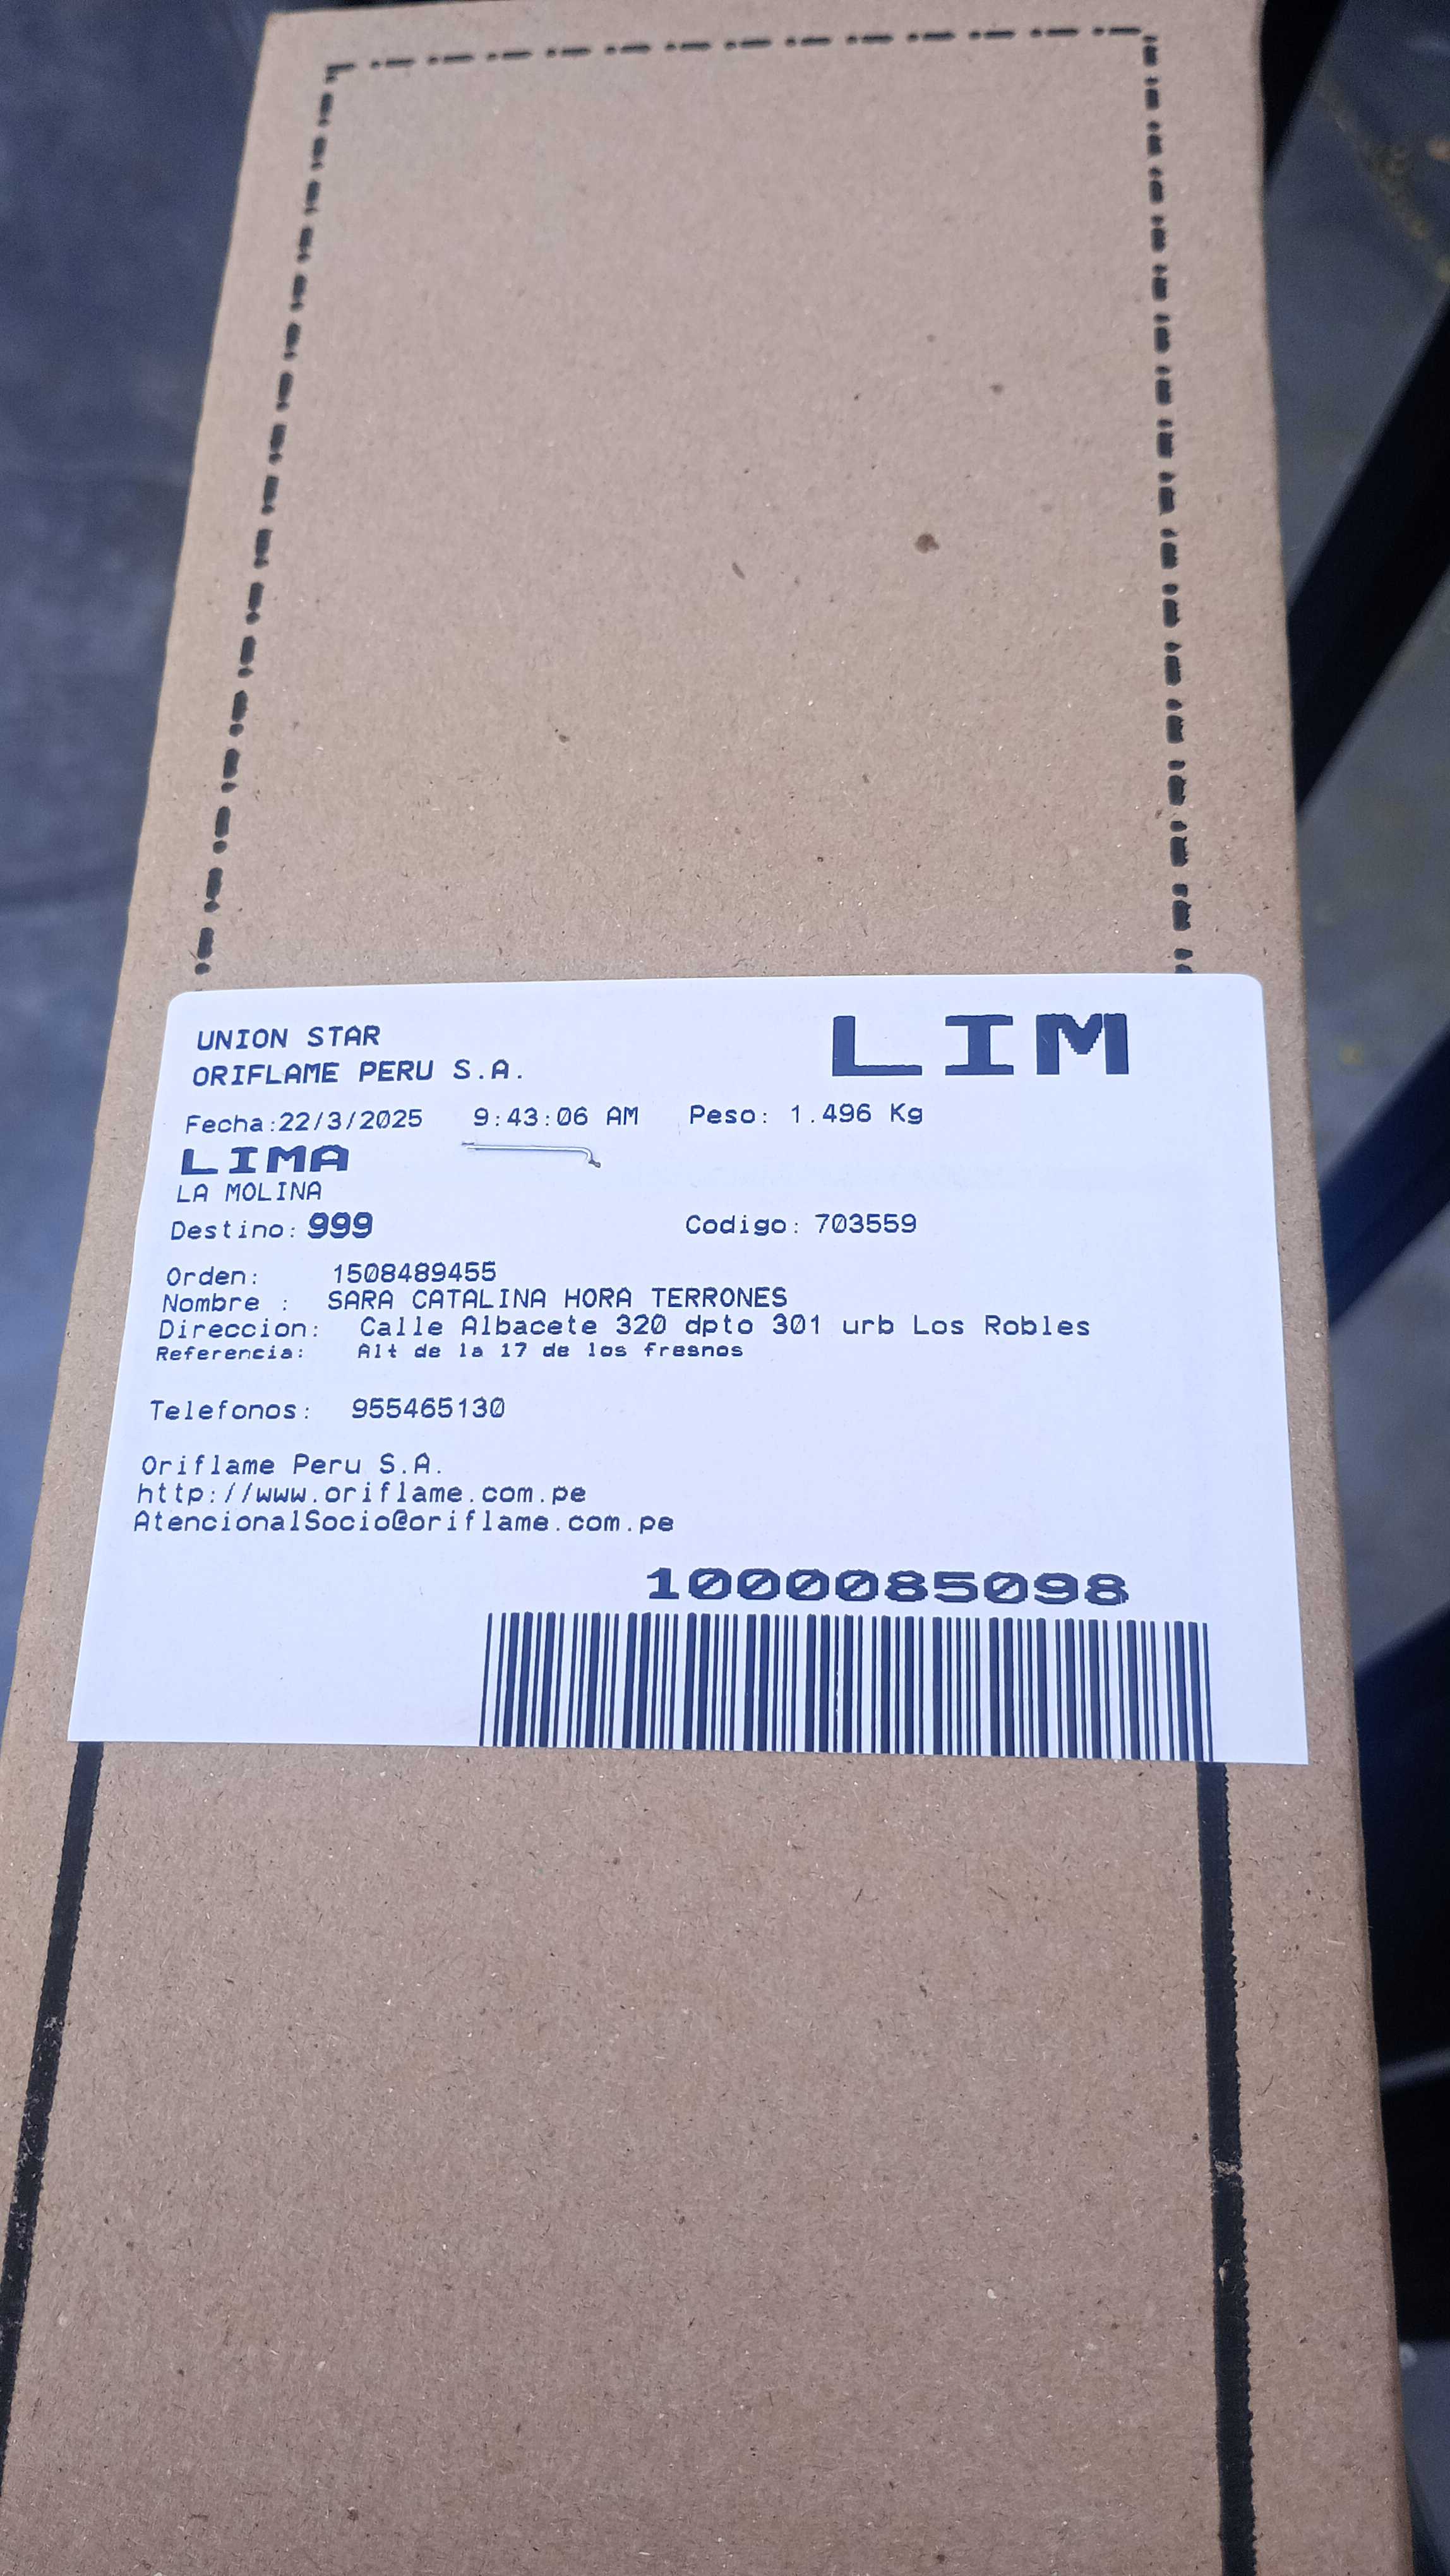 UNION STAR
ORIFLAME PERU S.A.
LIM
Fecha:22/3/2025 9:43:06 AM Peso: 1.496 Kg
LIMA
LA MOLINA
Destino: 999 Codigo: 703559
Orden: 1508489455
Nombre : SARA CATALINA HORA TERRONES
Direccion: Calle Albacete 320 dpto 301 urb Los Robles
Referencia: Alt de la 17 de los fresnos
Telefonos: 955465130
Oriflame Peru S.A.
http://www.oriflame.com.pe
AtencionalSocio@oriflame.com.pe
1000085098